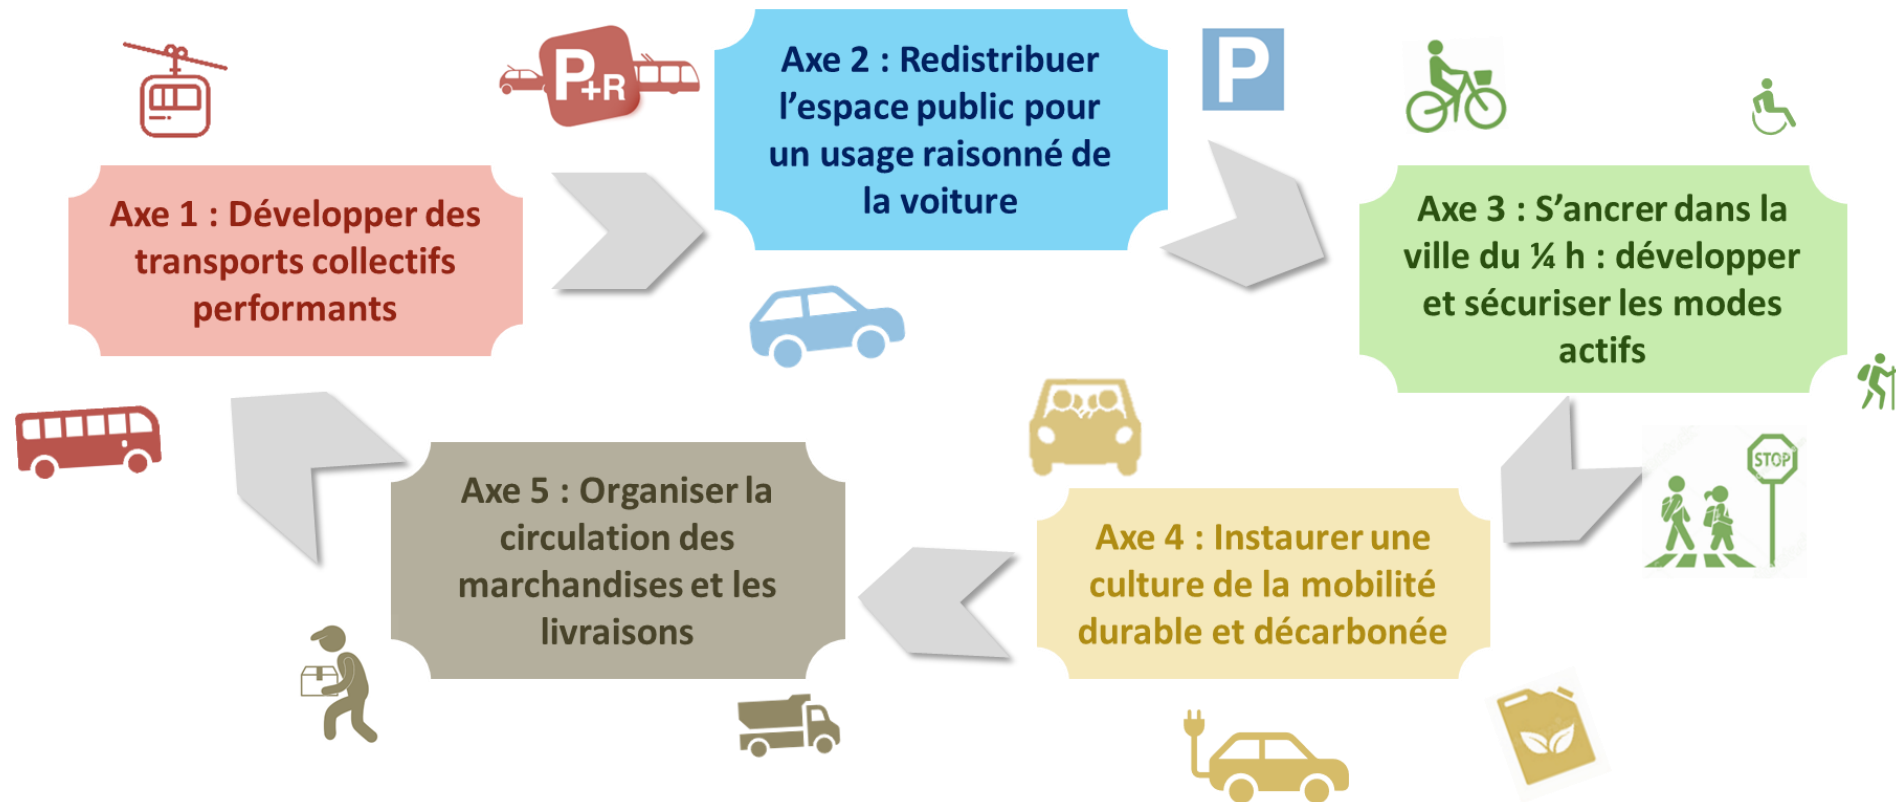 P+R
Axe 2 : Redistribuer
l’espace public pour
un usage raisonné de
la voiture
P
Axe 1 : Développer des
transports collectifs
performants
Axe 3 : S’ancrer dans la
ville du ¼ h : développer
et sécuriser les modes
actifs
STOP
Axe 5 : Organiser la
circulation des
marchandises et les
livraisons
Axe 4 : Instaurer une
culture de la mobilité
durable et décarbonée